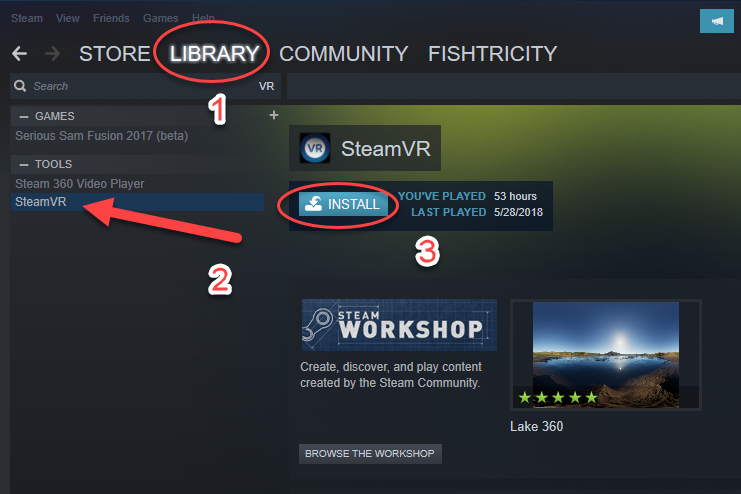 Steam View Friends Games Help
STORE LIBRARY COMMUNITY FISHTRICITY
1
Search VR
— GAMES +
Serious Sam Fusion 2017 (beta)
— TOOLS
Steam 360 Video Player
SteamVR
2
VR SteamVR
INSTALL
YOU'VE PLAYED 53 hours
LAST PLAYED 5/28/2018
3
STEAM
WORKSHOP
Create, discover, and play content
created by the Steam Community.
BROWSE THE WORKSHOP
Lake 360